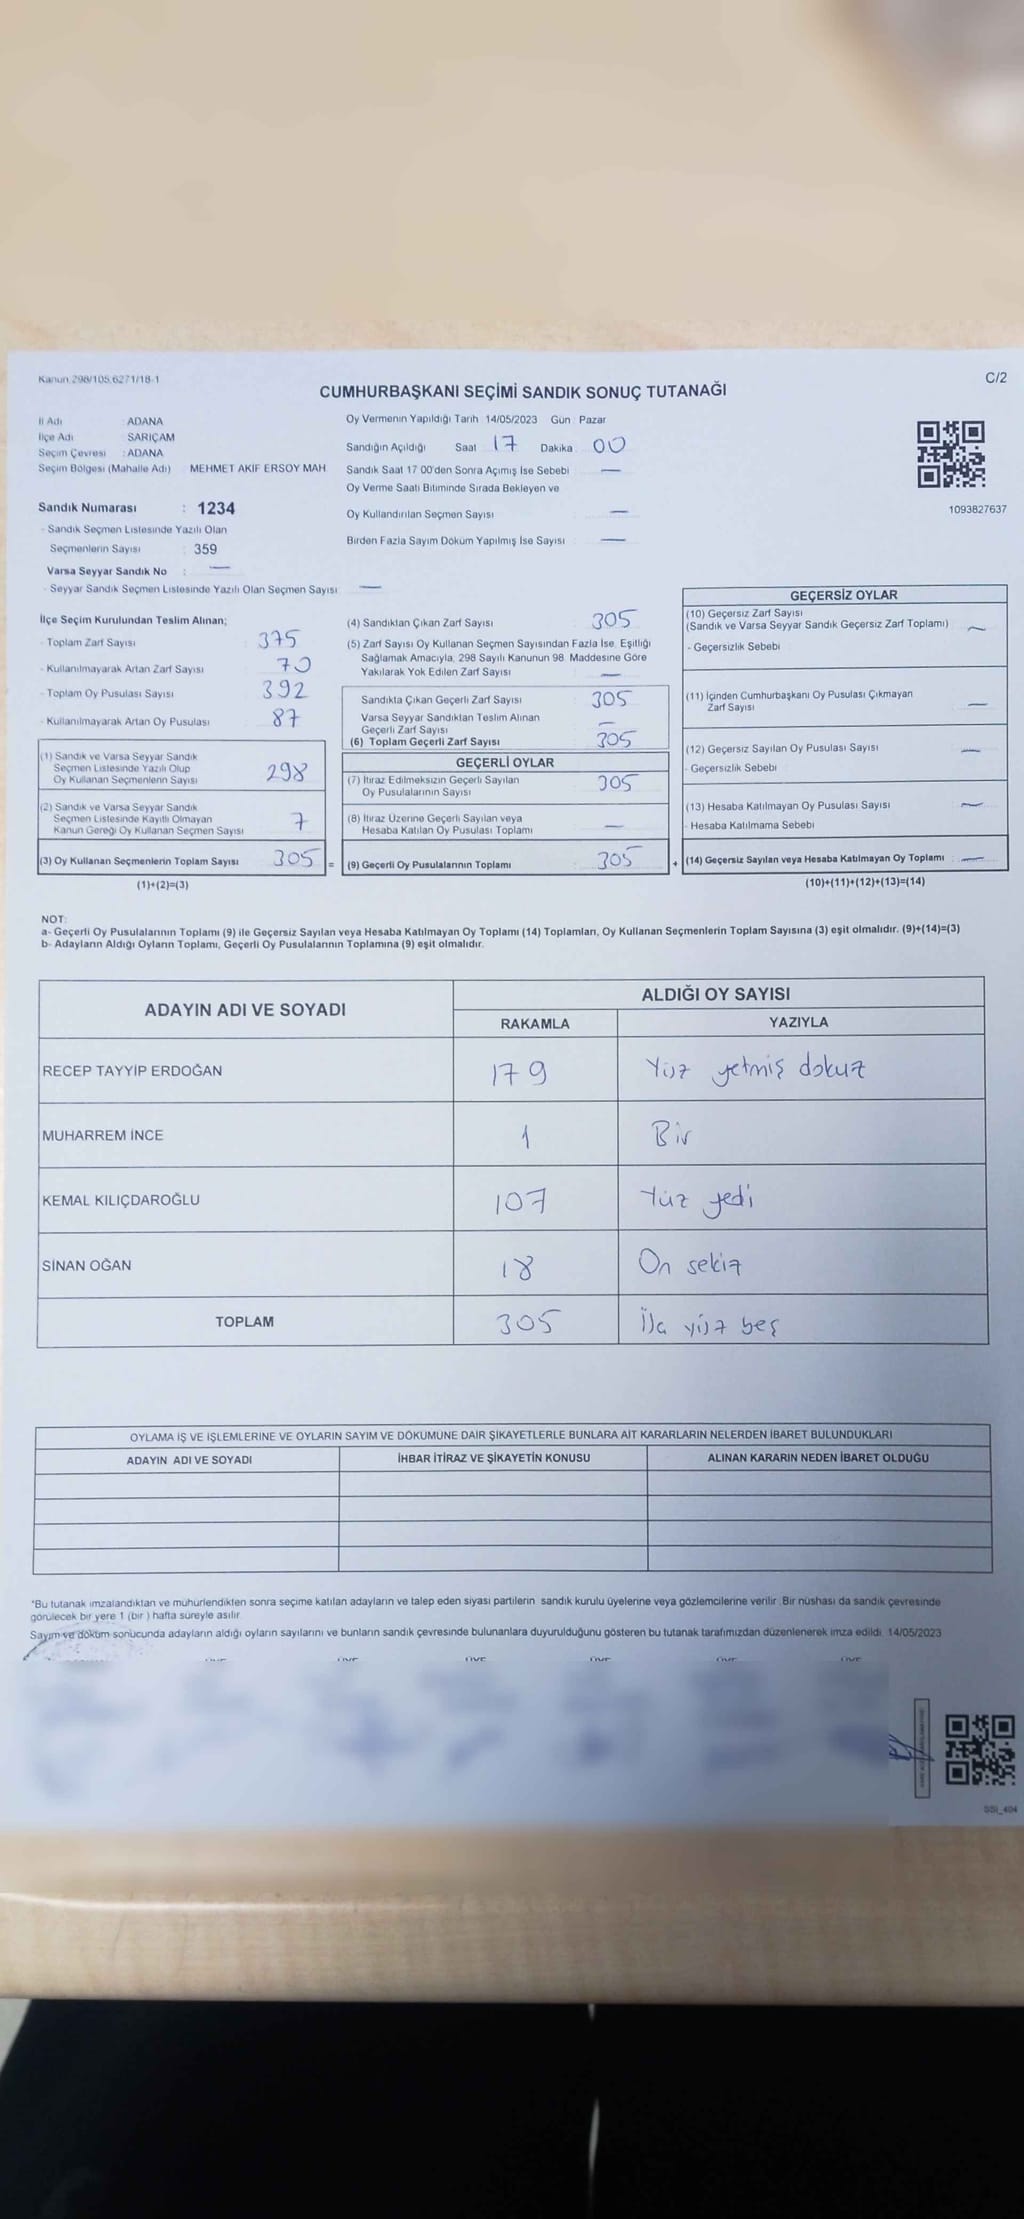 Kanun 298/105,6271/18-1
C/2
CUMHURBAŞKANI SEÇİMİ SANDIK SONUÇ TUTANAĞI
İl Adı : ADANA
İlçe Adı : SARIÇAM
Seçim Çevresi : ADANA
Seçim Bölgesi (Mahalle Adı) MEHMET AKİF ERSOY MAH
Sandık Numarası : 1234
- Sandık Seçmen Listesinde Yazılı Olan
Seçmenlerin Sayısı : 359
Varsa Seyyar Sandık No : —
- Seyyar Sandık Seçmen Listesinde Yazılı Olan Seçmen Sayısı: —
Oy Vermenin Yapıldığı Tarih 14/05/2023 Gün Pazar
Sandığın Açıldığı Saat 17 Dakika 00
Sandık Saat 17 00'den Sonra Açımış İse Sebebi —
Oy Verme Saati Bitiminde Sırada Bekleyen ve
Oy Kullandırılan Seçmen Sayısı —
Birden Fazla Sayım Döküm Yapılmış İse Sayısı —
1093827637
İlçe Seçim Kurulundan Teslim Alınan;
- Toplam Zarf Sayısı : 375
- Kullanılmayarak Artan Zarf Sayısı : 70
- Toplam Oy Pusulası Sayısı : 392
- Kullanılmayarak Artan Oy Pusulası : 87
(1) Sandık ve Varsa Seyyar Sandık
Seçmen Listesinde Yazılı Olup
Oy Kullanan Seçmenlerin Sayısı 298
(2) Sandık ve Varsa Seyyar Sandık
Seçmen Listesinde Kayıtlı Olmayan
Kanun Gereği Oy Kullanan Seçmen Sayısı 7
(3) Oy Kullanan Seçmenlerin Toplam Sayısı 305 =
(1)+(2)=(3)
(4) Sandıktan Çıkan Zarf Sayısı 305
(5) Zarf Sayısı Oy Kullanan Seçmen Sayısından Fazla İse, Eşitliği
Sağlamak Amacıyla, 298 Sayılı Kanunun 98. Maddesine Göre
Yakılarak Yok Edilen Zarf Sayısı —
Sandıkta Çıkan Geçerli Zarf Sayısı 305
Varsa Seyyar Sandıktan Teslim Alınan
Geçerli Zarf Sayısı —
(6) Toplam Geçerli Zarf Sayısı 305
GEÇERLİ OYLAR
(7) İtiraz Edilmeksizin Geçerli Sayılan
Oy Pusulalarının Sayısı 305
(8) İtiraz Üzerine Geçerli Sayılan veya
Hesaba Katılan Oy Pusulası Toplamı —
(9) Geçerli Oy Pusulalarının Toplamı 305 +
GEÇERSİZ OYLAR
(10) Geçersiz Zarf Sayısı
(Sandık ve Varsa Seyyar Sandık Geçersiz Zarf Toplamı) —
- Geçersizlik Sebebi
(11) İçinden Cumhurbaşkanı Oy Pusulası Çıkmayan
Zarf Sayısı —
(12) Geçersiz Sayılan Oy Pusulası Sayısı —
- Geçersizlik Sebebi
(13) Hesaba Katılmayan Oy Pusulası Sayısı —
- Hesaba Katılmama Sebebi
(14) Geçersiz Sayılan veya Hesaba Katılmayan Oy Toplamı : —
(10)+(11)+(12)+(13)=(14)
NOT:
a- Geçerli Oy Pusulalarının Toplamı (9) ile Geçersiz Sayılan veya Hesaba Katılmayan Oy Toplamı (14) Toplamları, Oy Kullanan Seçmenlerin Toplam Sayısına (3) eşit olmalıdır. (9)+(14)=(3)
b- Adayların Aldığı Oyların Toplamı, Geçerli Oy Pusulalarının Toplamına (9) eşit olmalıdır.
ADAYIN ADI VE SOYADI ALDIĞI OY SAYISI
RAKAMLA YAZIYLA
RECEP TAYYİP ERDOĞAN 179 Yüz yetmiş dokuz
MUHARREM İNCE 1 Bir
KEMAL KILIÇDAROĞLU 107 Yüz yedi
SİNAN OĞAN 18 On sekiz
TOPLAM 305 Üç yüz beş
OYLAMA İŞ VE İŞLEMLERİNE VE OYLARIN SAYIM VE DÖKÜMÜNE DAİR ŞİKAYETLERLE BUNLARA AİT KARARLARIN NELERDEN İBARET BULUNDUKLARI
ADAYIN ADI VE SOYADI İHBAR İTİRAZ VE ŞİKAYETİN KONUSU ALINAN KARARIN NEDEN İBARET OLDUĞU
*Bu tutanak imzalandıktan ve mühürlendikten sonra seçime katılan adayların ve talep eden siyasi partilerin sandık kurulu üyelerine veya gözlemcilerine verilir. Bir nüshası da sandık çevresinde
görülecek bir yere 1 (bir ) hafta süreyle asılır.
Sayım ve döküm sonucunda adayların aldığı oyların sayılarını ve bunların sandık çevresinde bulunanlara duyurulduğunu gösteren bu tutanak tarafımızdan düzenlenerek imza edildi. 14/05/2023
SSI_404